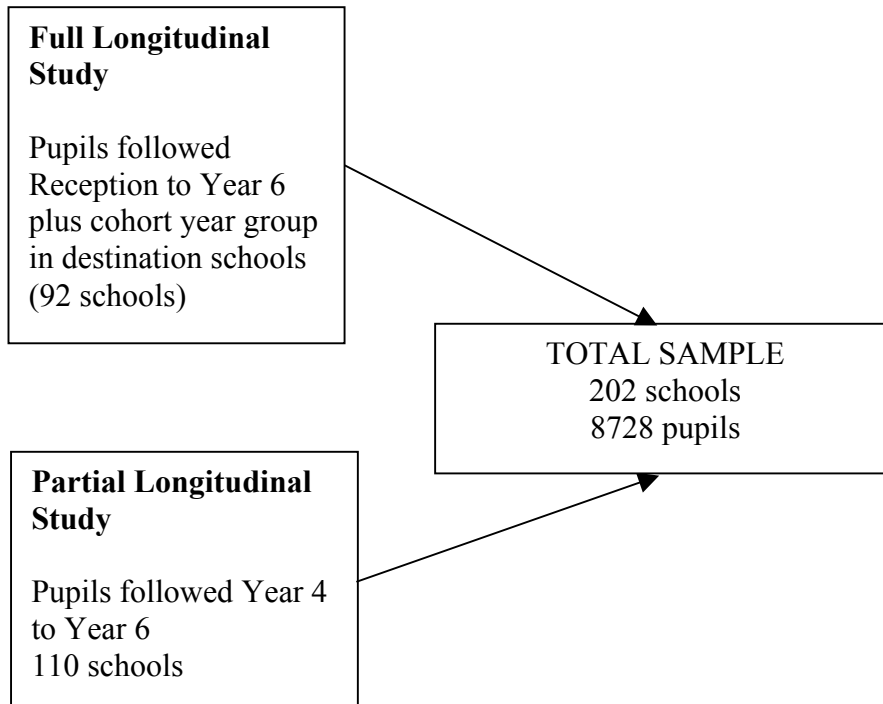 Full Longitudinal
Study
Pupils followed
Reception to Year 6
plus cohort year group
in destination schools
(92 schools)
TOTAL SAMPLE
202 schools
8728 pupils
Partial Longitudinal
Study
Pupils followed Year 4
to Year 6
110 schools